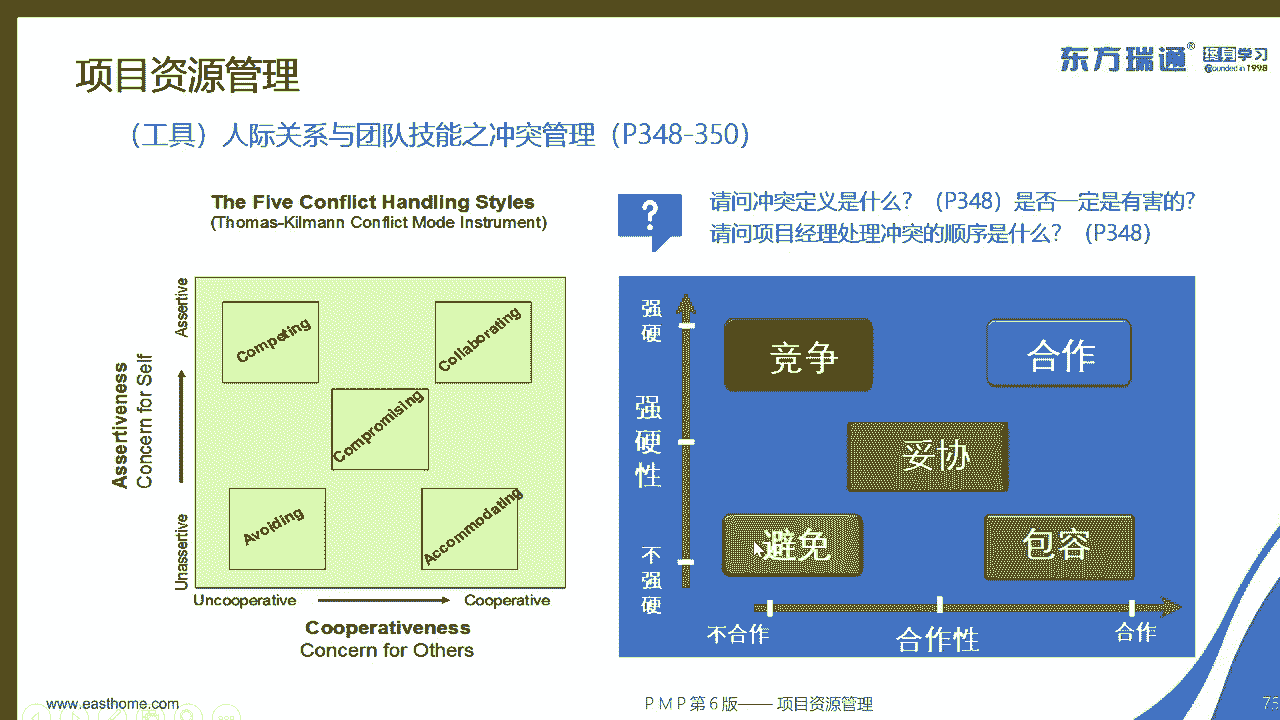 项目资源管理
东方瑞通®
学习
Founded in 1998
（工具）人际关系与团队技能之冲突管理（P348-350）
The Five Conflict Handling Styles
(Thomas-Kilmann Conflict Mode Instrument)
Assertiveness
Concern for Self
Assertive
Unassertive
Competing
Collaborating
Compromising
Avoiding
Accommodating
Uncooperative
Cooperative
Cooperativeness
Concern for Others
?
请问冲突定义是什么？（P348）是否一定是有害的?
请问项目经理处理冲突的顺序是什么？（P348）
强硬
强硬性
不强硬
竞争
合作
妥协
避免
包容
不合作
合作性
合作
www.easthome.com
PMP第6版——项目资源管理
75